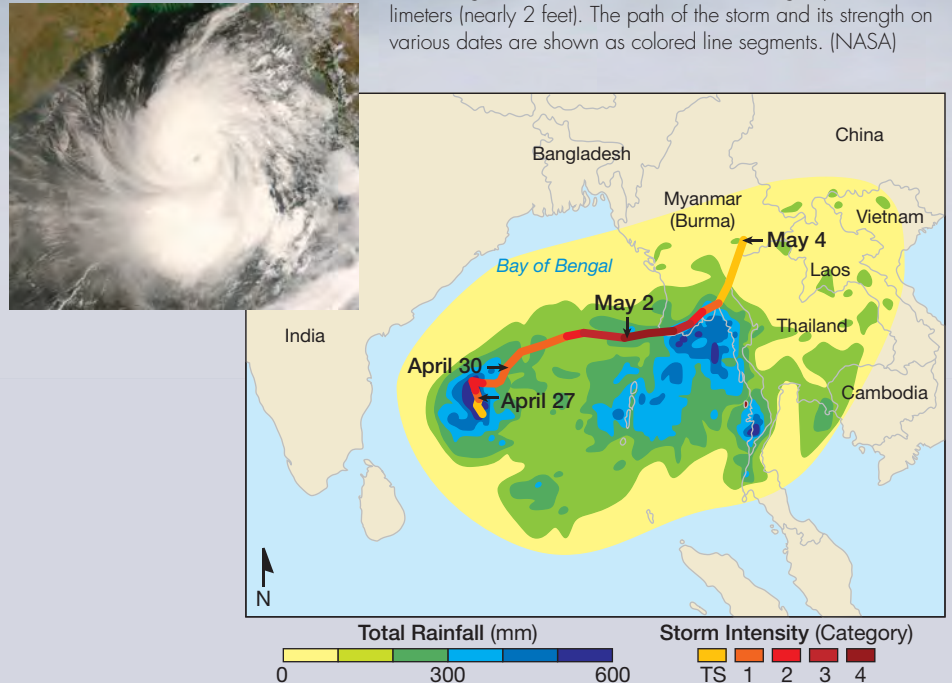 limeters (nearly 2 feet). The path of the storm and its strength on
various dates are shown as colored line segments. (NASA)
China
Bangladesh
Myanmar
(Burma)
Vietnam
May 4
Bay of Bengal
Laos
May 2
India
Thailand
April 30
Cambodia
April 27
N
Total Rainfall (mm)
0 300 600
Storm Intensity (Category)
TS 1 2 3 4